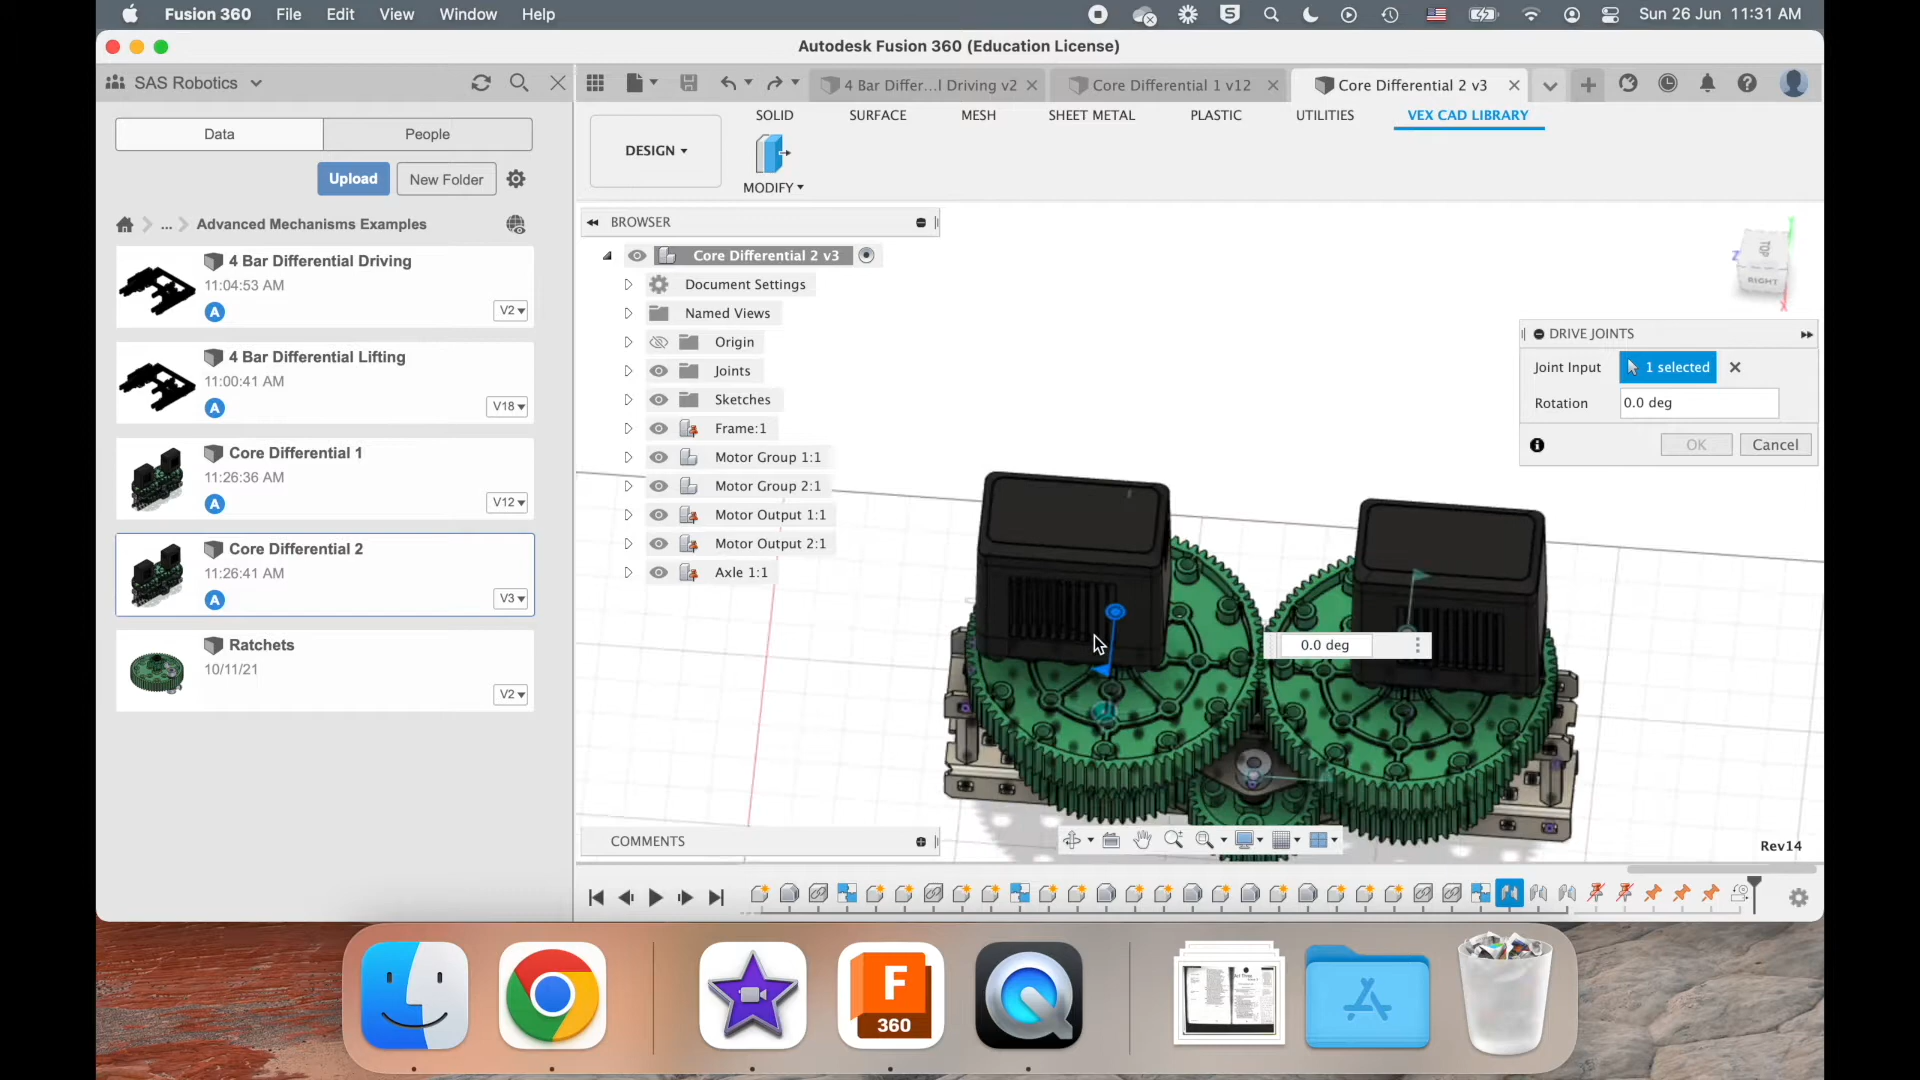 Fusion 360 File Edit View Window Help
S
Sun 26 Jun 11:31 AM
Autodesk Fusion 360 (Education License)
SAS Robotics
4 Bar Differ...l Driving v2
Core Differential 1 v12
Core Differential 2 v3
Data People
SOLID SURFACE MESH SHEET METAL PLASTIC UTILITIES VEX CAD LIBRARY
DESIGN
MODIFY
Upload New Folder
... Advanced Mechanisms Examples
4 Bar Differential Driving
11:04:53 AM
A
V2
4 Bar Differential Lifting
11:00:41 AM
A
V18
Core Differential 1
11:26:36 AM
A
V12
Core Differential 2
11:26:41 AM
A
V3
Ratchets
10/11/21
V2
BROWSER
Core Differential 2 v3
Document Settings
Named Views
Origin
Joints
Sketches
Frame:1
Motor Group 1:1
Motor Group 2:1
Motor Output 1:1
Motor Output 2:1
Axle 1:1
COMMENTS
TOP
RIGHT
Z
X
DRIVE JOINTS
Joint Input 1 selected
Rotation 0.0 deg
OK Cancel
0.0 deg
Rev14
F
360